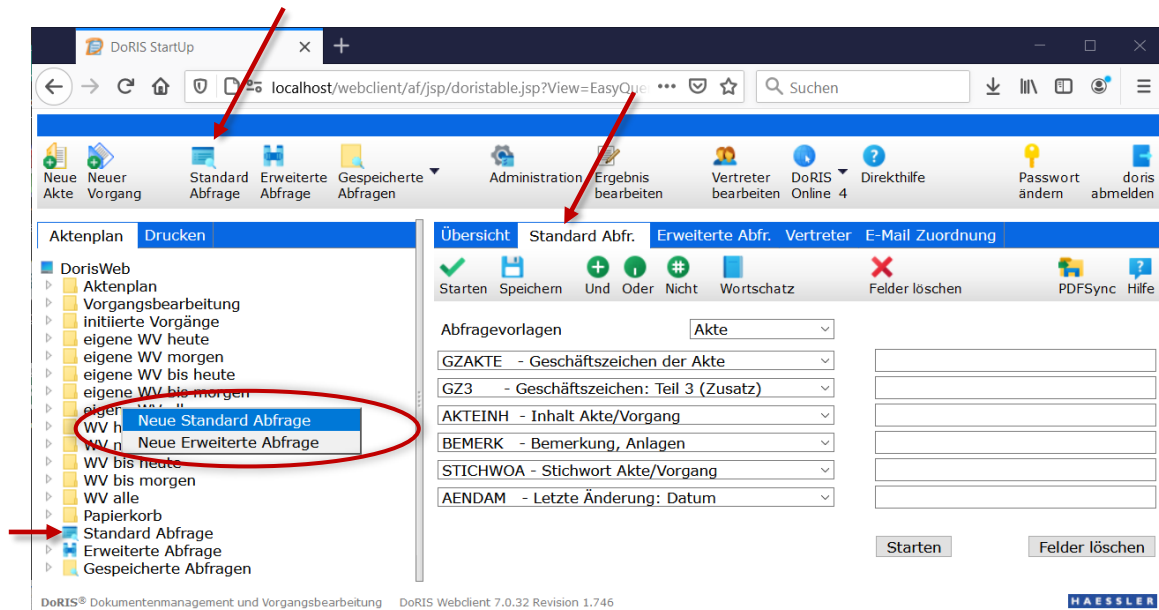 DoRIS StartUp
localhost/webclient/af/jsp/doristable.jsp?View=EasyQue
Suchen
Neue Akte
Neuer Vorgang
Standard Abfrage
Erweiterte Abfrage
Gespeicherte Abfragen
Administration
Ergebnis bearbeiten
Vertreter bearbeiten
DoRIS Online 4
Direkthilfe
Passwort ändern
doris abmelden
Aktenplan Drucken
DorisWeb
Aktenplan
Vorgangsbearbeitung
initiierte Vorgänge
eigene WV heute
eigene WV morgen
eigene WV bis heute
eigene WV bis morgen
Neue Standard Abfrage
Neue Erweiterte Abfrage
WV bis heute
WV bis morgen
WV alle
Papierkorb
Standard Abfrage
Erweiterte Abfrage
Gespeicherte Abfragen
Übersicht Standard Abfr. Erweiterte Abfr. Vertreter E-Mail Zuordnung
Starten Speichern Und Oder Nicht Wortschatz Felder löschen PDFSync Hilfe
Abfragevorlagen Akte
GZAKTE - Geschäftszeichen der Akte
GZ3 - Geschäftszeichen: Teil 3 (Zusatz)
AKTEINH - Inhalt Akte/Vorgang
BEMERK - Bemerkung, Anlagen
STICHWOA - Stichwort Akte/Vorgang
AENDAM - Letzte Änderung: Datum
Starten Felder löschen
DoRIS® Dokumentenmanagement und Vorgangsbearbeitung DoRIS Webclient 7.0.32 Revision 1.746
HAESSLER